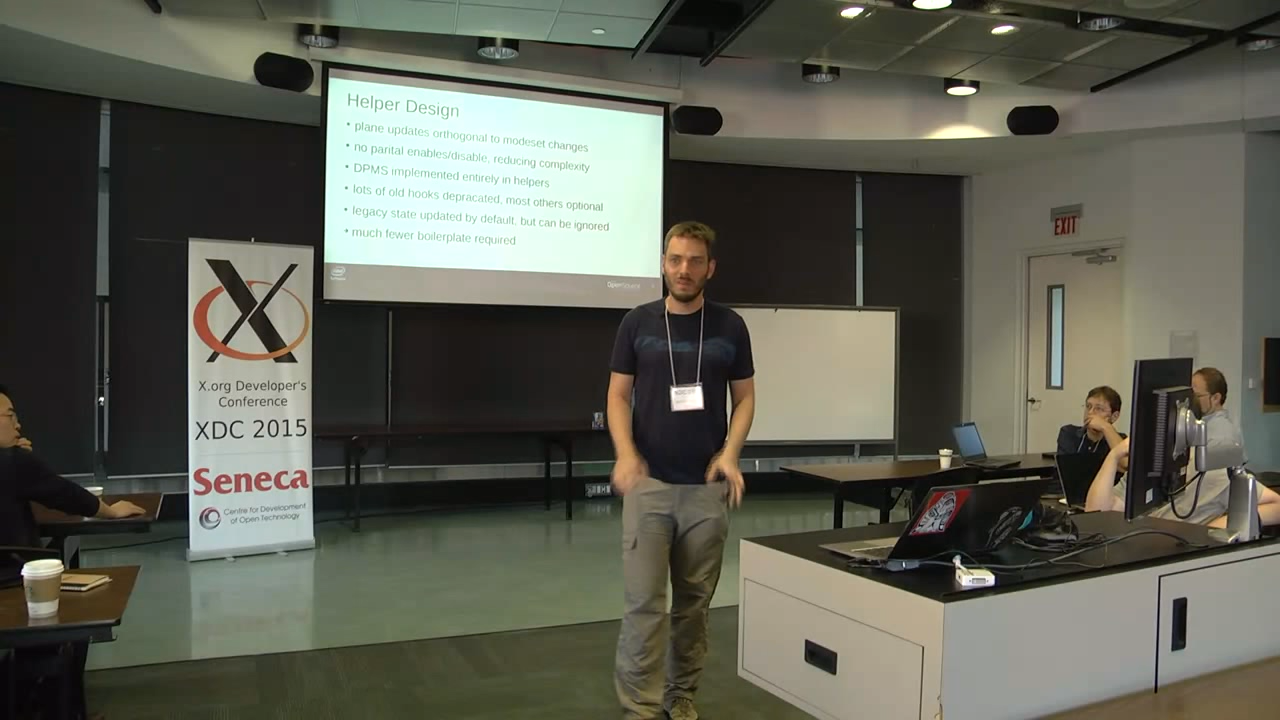 Helper Design
• plane updates orthogonal to modeset changes
• no parital enables/disable, reducing complexity
• DPMS implemented entirely in helpers
• lots of old hooks depracated, most others optional
• legacy state updated by default, but can be ignored
• much fewer boilerplate required
EXIT
X.org Developer's
Conference
XDC 2015
Seneca
Centre for Development
of Open Technology